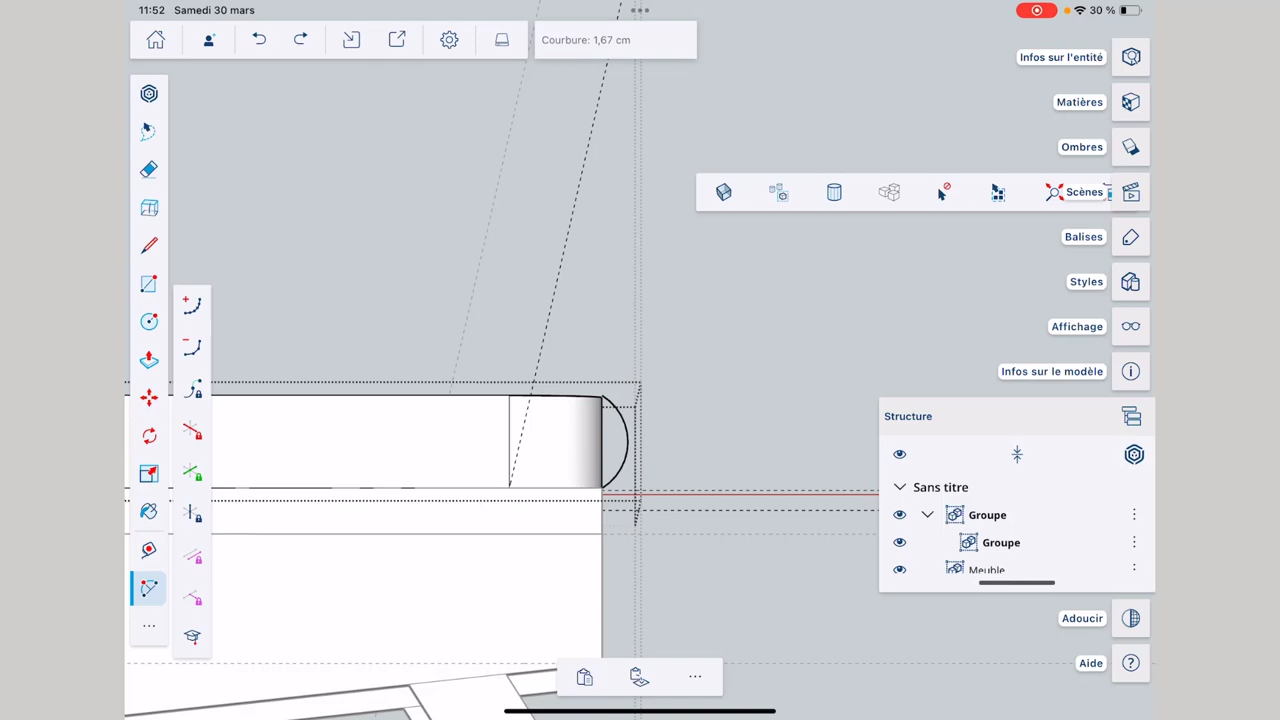 11:52 Samedi 30 mars
30 %
Courbure: 1,67 cm
Infos sur l'entité
Matières
Ombres
Scènes
Balises
Styles
Affichage
Infos sur le modèle
Structure
Sans titre
Groupe
Groupe
Meuble
Adoucir
Aide